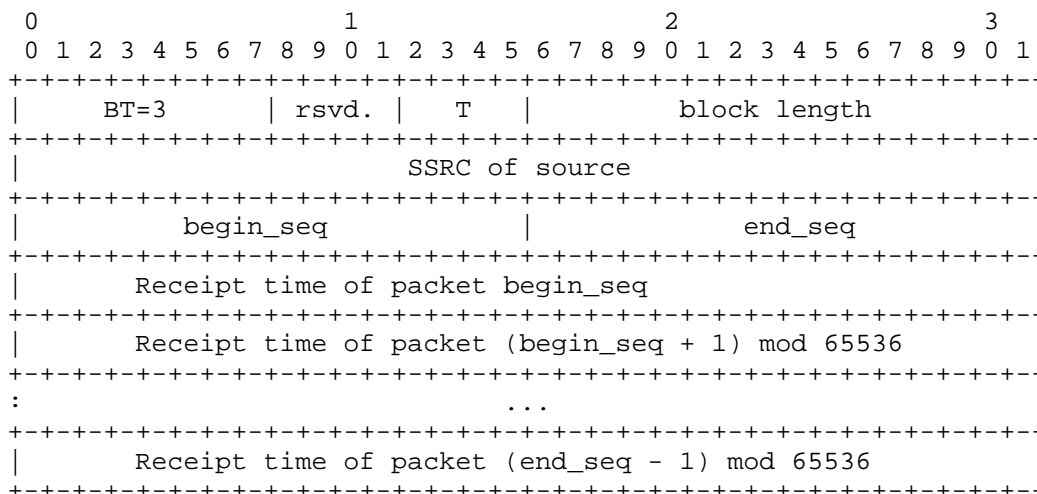 0                   1                   2                   3
 0 1 2 3 4 5 6 7 8 9 0 1 2 3 4 5 6 7 8 9 0 1 2 3 4 5 6 7 8 9 0 1
+-+-+-+-+-+-+-+-+-+-+-+-+-+-+-+-+-+-+-+-+-+-+-+-+-+-+-+-+-+-+-+-
|     BT=3      | rsvd. |   T   |         block length
+-+-+-+-+-+-+-+-+-+-+-+-+-+-+-+-+-+-+-+-+-+-+-+-+-+-+-+-+-+-+-+-
|                        SSRC of source
+-+-+-+-+-+-+-+-+-+-+-+-+-+-+-+-+-+-+-+-+-+-+-+-+-+-+-+-+-+-+-+-
|          begin_seq            |             end_seq
+-+-+-+-+-+-+-+-+-+-+-+-+-+-+-+-+-+-+-+-+-+-+-+-+-+-+-+-+-+-+-+-
|       Receipt time of packet begin_seq
+-+-+-+-+-+-+-+-+-+-+-+-+-+-+-+-+-+-+-+-+-+-+-+-+-+-+-+-+-+-+-+-
|       Receipt time of packet (begin_seq + 1) mod 65536
+-+-+-+-+-+-+-+-+-+-+-+-+-+-+-+-+-+-+-+-+-+-+-+-+-+-+-+-+-+-+-+-
:                              ...
+-+-+-+-+-+-+-+-+-+-+-+-+-+-+-+-+-+-+-+-+-+-+-+-+-+-+-+-+-+-+-+-
|       Receipt time of packet (end_seq - 1) mod 65536
+-+-+-+-+-+-+-+-+-+-+-+-+-+-+-+-+-+-+-+-+-+-+-+-+-+-+-+-+-+-+-+-